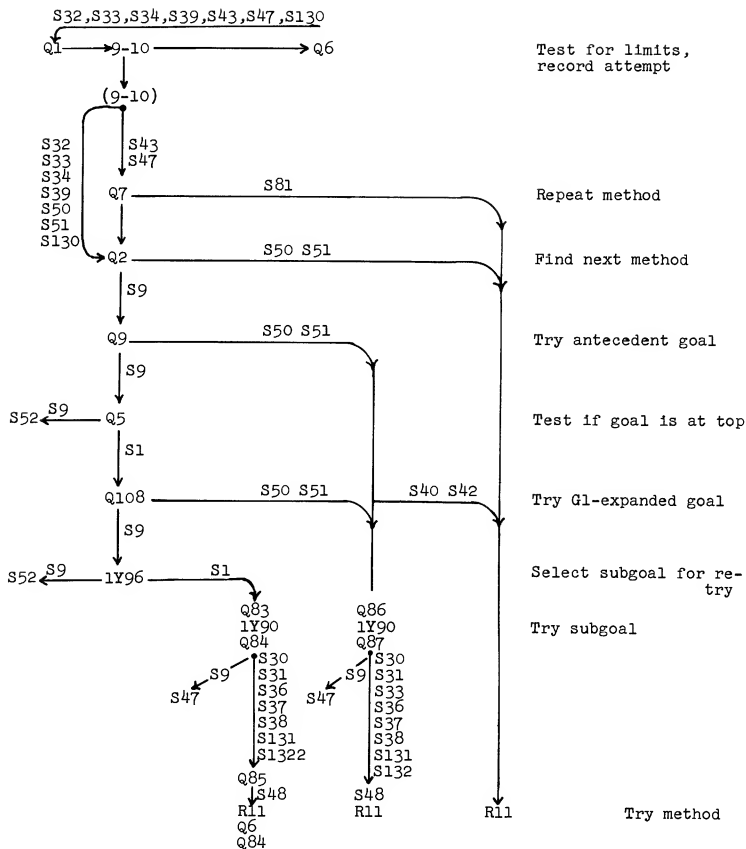 S32,S33,S34,S39,S43,S47,S130
Q1 9-10 Q6 Test for limits,
record attempt
(9-10)
S32 S43
S33 S47
S34
S39 Q7 S81 Repeat method
S50
S51
S130
Q2 S50 S51 Find next method
S9
Q9 S50 S51 Try antecedent goal
S9
S52 S9 Q5 Test if goal is at top
S1
Q108 S50 S51 S40 S42 Try G1-expanded goal
S9
S52 S9 1Y96 S1 Select subgoal for re-
try
Q83 Q86
1Y90 1Y90 Try subgoal
Q84 Q87
S9 S30 S9 S30
S47 S31 S47 S31
S36 S33
S37 S36
S38 S37
S131 S38
S1322 S131
S132
Q85
S48 S48
R11 R11 R11 Try method
Q6
Q84